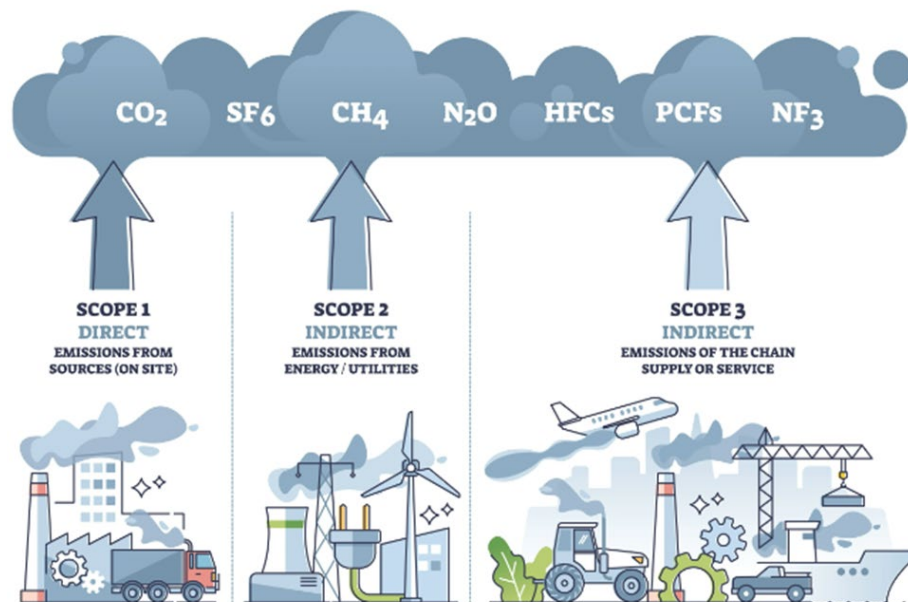 CO2 SF6 CH4 N2O HFCs PCFs NF3
SCOPE 1
DIRECT
EMISSIONS FROM
SOURCES (ON SITE)
SCOPE 2
INDIRECT
EMISSIONS FROM
ENERGY / UTILITIES
SCOPE 3
INDIRECT
EMISSIONS OF THE CHAIN
SUPPLY OR SERVICE